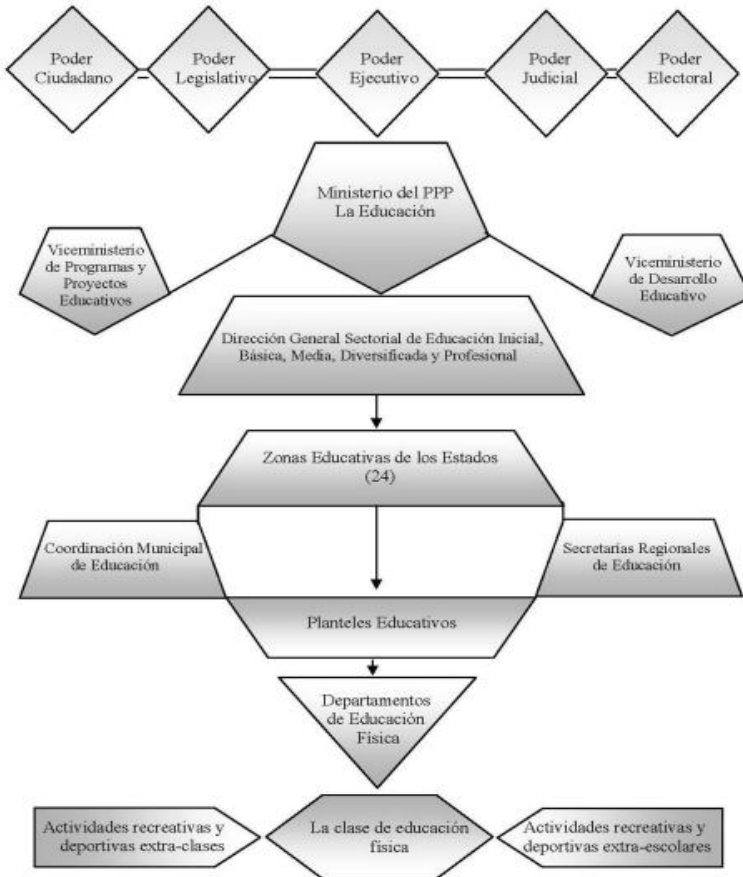 Poder
Ciudadano
Poder
Legislativo
Poder
Ejecutivo
Poder
Judicial
Poder
Electoral
Ministerio del PPP
La Educación
Viceministerio
de Programas y
Proyectos
Educativos
Viceministerio
de Desarrollo
Educativo
Dirección General Sectorial de Educación Inicial,
Básica, Media, Diversificada y Profesional
Zonas Educativas de los Estados
(24)
Coordinación Municipal
de Educación
Secretarías Regionales
de Educación
Planteles Educativos
Departamentos
de Educación
Física
Actividades recreativas y
deportivas extra-clases
La clase de educación
física
Actividades recreativas y
deportivas extra-escolares